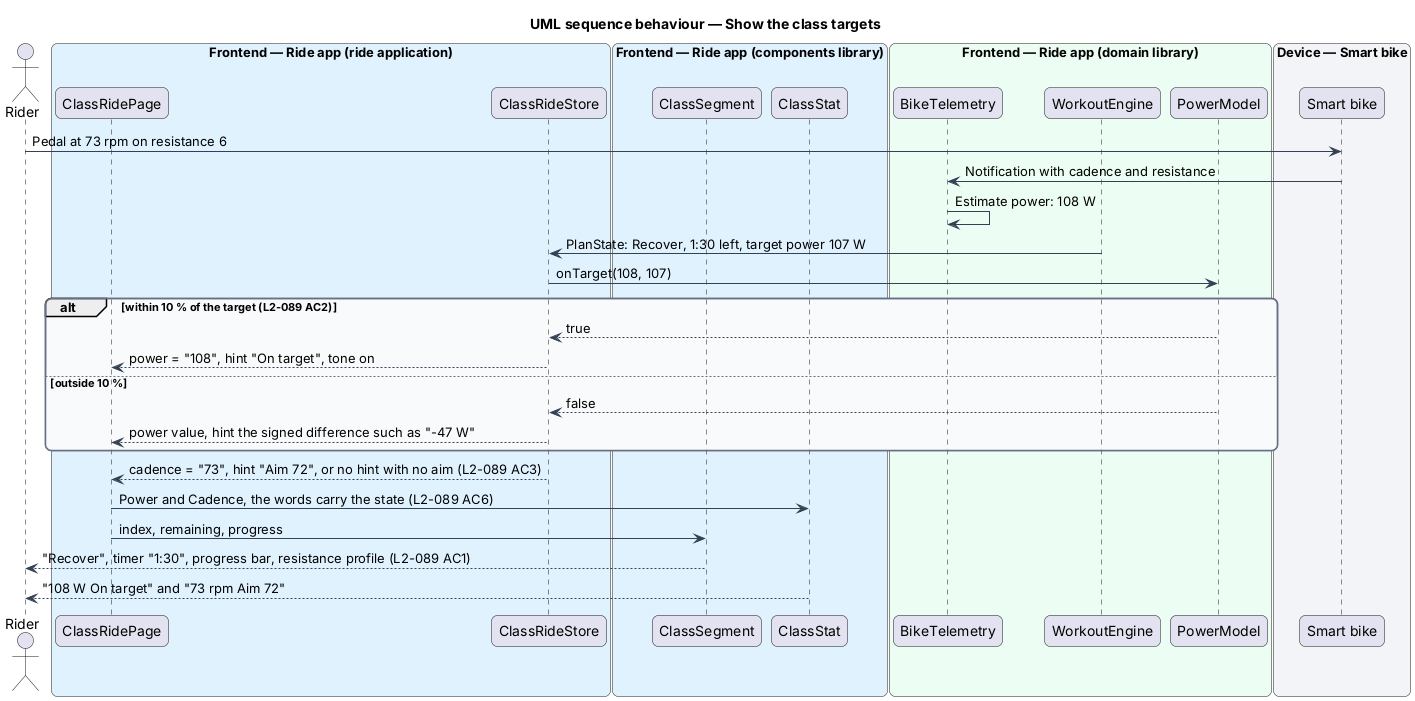 UML sequence behaviour — Show the class targets
Frontend — Ride app (ride application)
Frontend — Ride app (components library)
Frontend — Ride app (domain library)
Device — Smart bike
Rider
ClassRidePage
ClassRideStore
ClassSegment
ClassStat
BikeTelemetry
WorkoutEngine
PowerModel
Smart bike
Pedal at 73 rpm on resistance 6
Notification with cadence and resistance
Estimate power: 108 W
PlanState: Recover, 1:30 left, target power 107 W
onTarget(108, 107)
alt
[within 10 % of the target (L2-089 AC2)]
true
power = "108", hint "On target", tone on
[outside 10 %]
false
power value, hint the signed difference such as "-47 W"
cadence = "73", hint "Aim 72", or no hint with no aim (L2-089 AC3)
Power and Cadence, the words carry the state (L2-089 AC6)
index, remaining, progress
"Recover", timer "1:30", progress bar, resistance profile (L2-089 AC1)
"108 W On target" and "73 rpm Aim 72"
Rider
ClassRidePage
ClassRideStore
ClassSegment
ClassStat
BikeTelemetry
WorkoutEngine
PowerModel
Smart bike